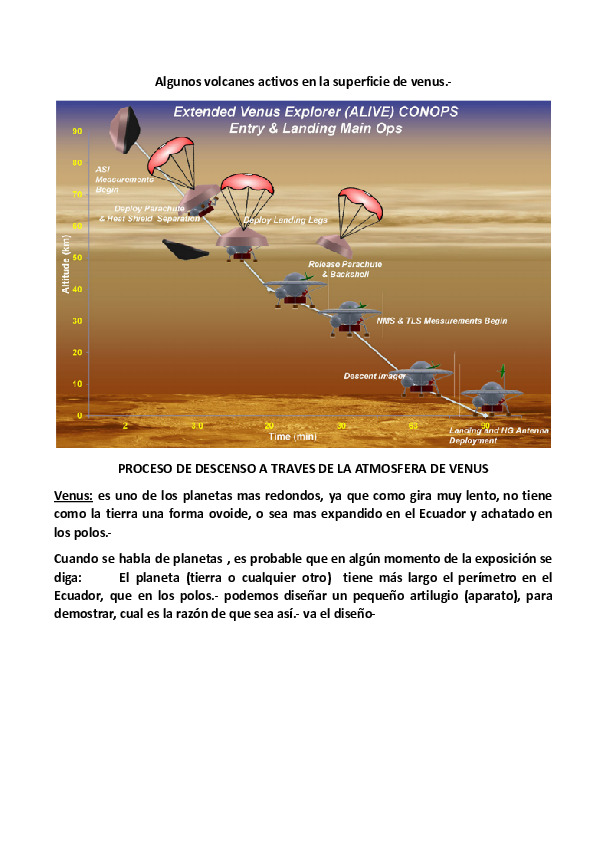 Algunos volcanes activos en la superficie de venus.-
Extended Venus Explorer (ALIVE) CONOPS
Entry & Landing Main Ops
90
80
ASI
Measurements
Begin
70
Deploy Parachute
& Heat Shield Separation
Deploy Landing Legs
60
50
Release Parachute
& Backshell
Altitude (km)
40
30
NMS & TLS Measurements Begin
20
Descent Imager
10
0
2
3.0
20
30
60
90
Time (min)
Landing and HG Antenna
Deployment
PROCESO DE DESCENSO A TRAVES DE LA ATMOSFERA DE VENUS
Venus: es uno de los planetas mas redondos, ya que como gira muy lento, no tiene
como la tierra una forma ovoide, o sea mas expandido en el Ecuador y achatado en
los polos.-
Cuando se habla de planetas , es probable que en algún momento de la exposición se
diga: El planeta (tierra o cualquier otro) tiene más largo el perímetro en el
Ecuador, que en los polos.- podemos diseñar un pequeño artilugio (aparato), para
demostrar, cual es la razón de que sea así.- va el diseño-